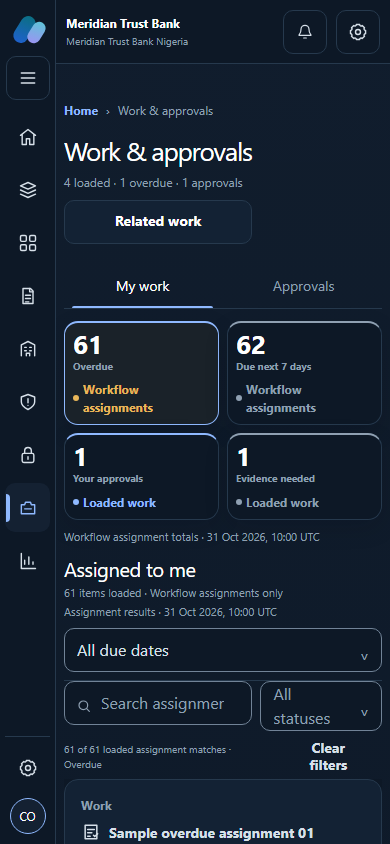 Meridian Trust Bank
Meridian Trust Bank Nigeria
Home › Work & approvals
Work & approvals
4 loaded · 1 overdue · 1 approvals
Related work
My work
Approvals
61
Overdue
Workflow
assignments
62
Due next 7 days
Workflow
assignments
1
Your approvals
Loaded work
1
Evidence needed
Loaded work
Workflow assignment totals · 31 Oct 2026, 10:00 UTC
Assigned to me
61 items loaded · Workflow assignments only
Assignment results · 31 Oct 2026, 10:00 UTC
All due dates
Search assignmer
All
statuses
61 of 61 loaded assignment matches ·
Overdue
Clear
filters
Work
Sample overdue assignment 01
CO